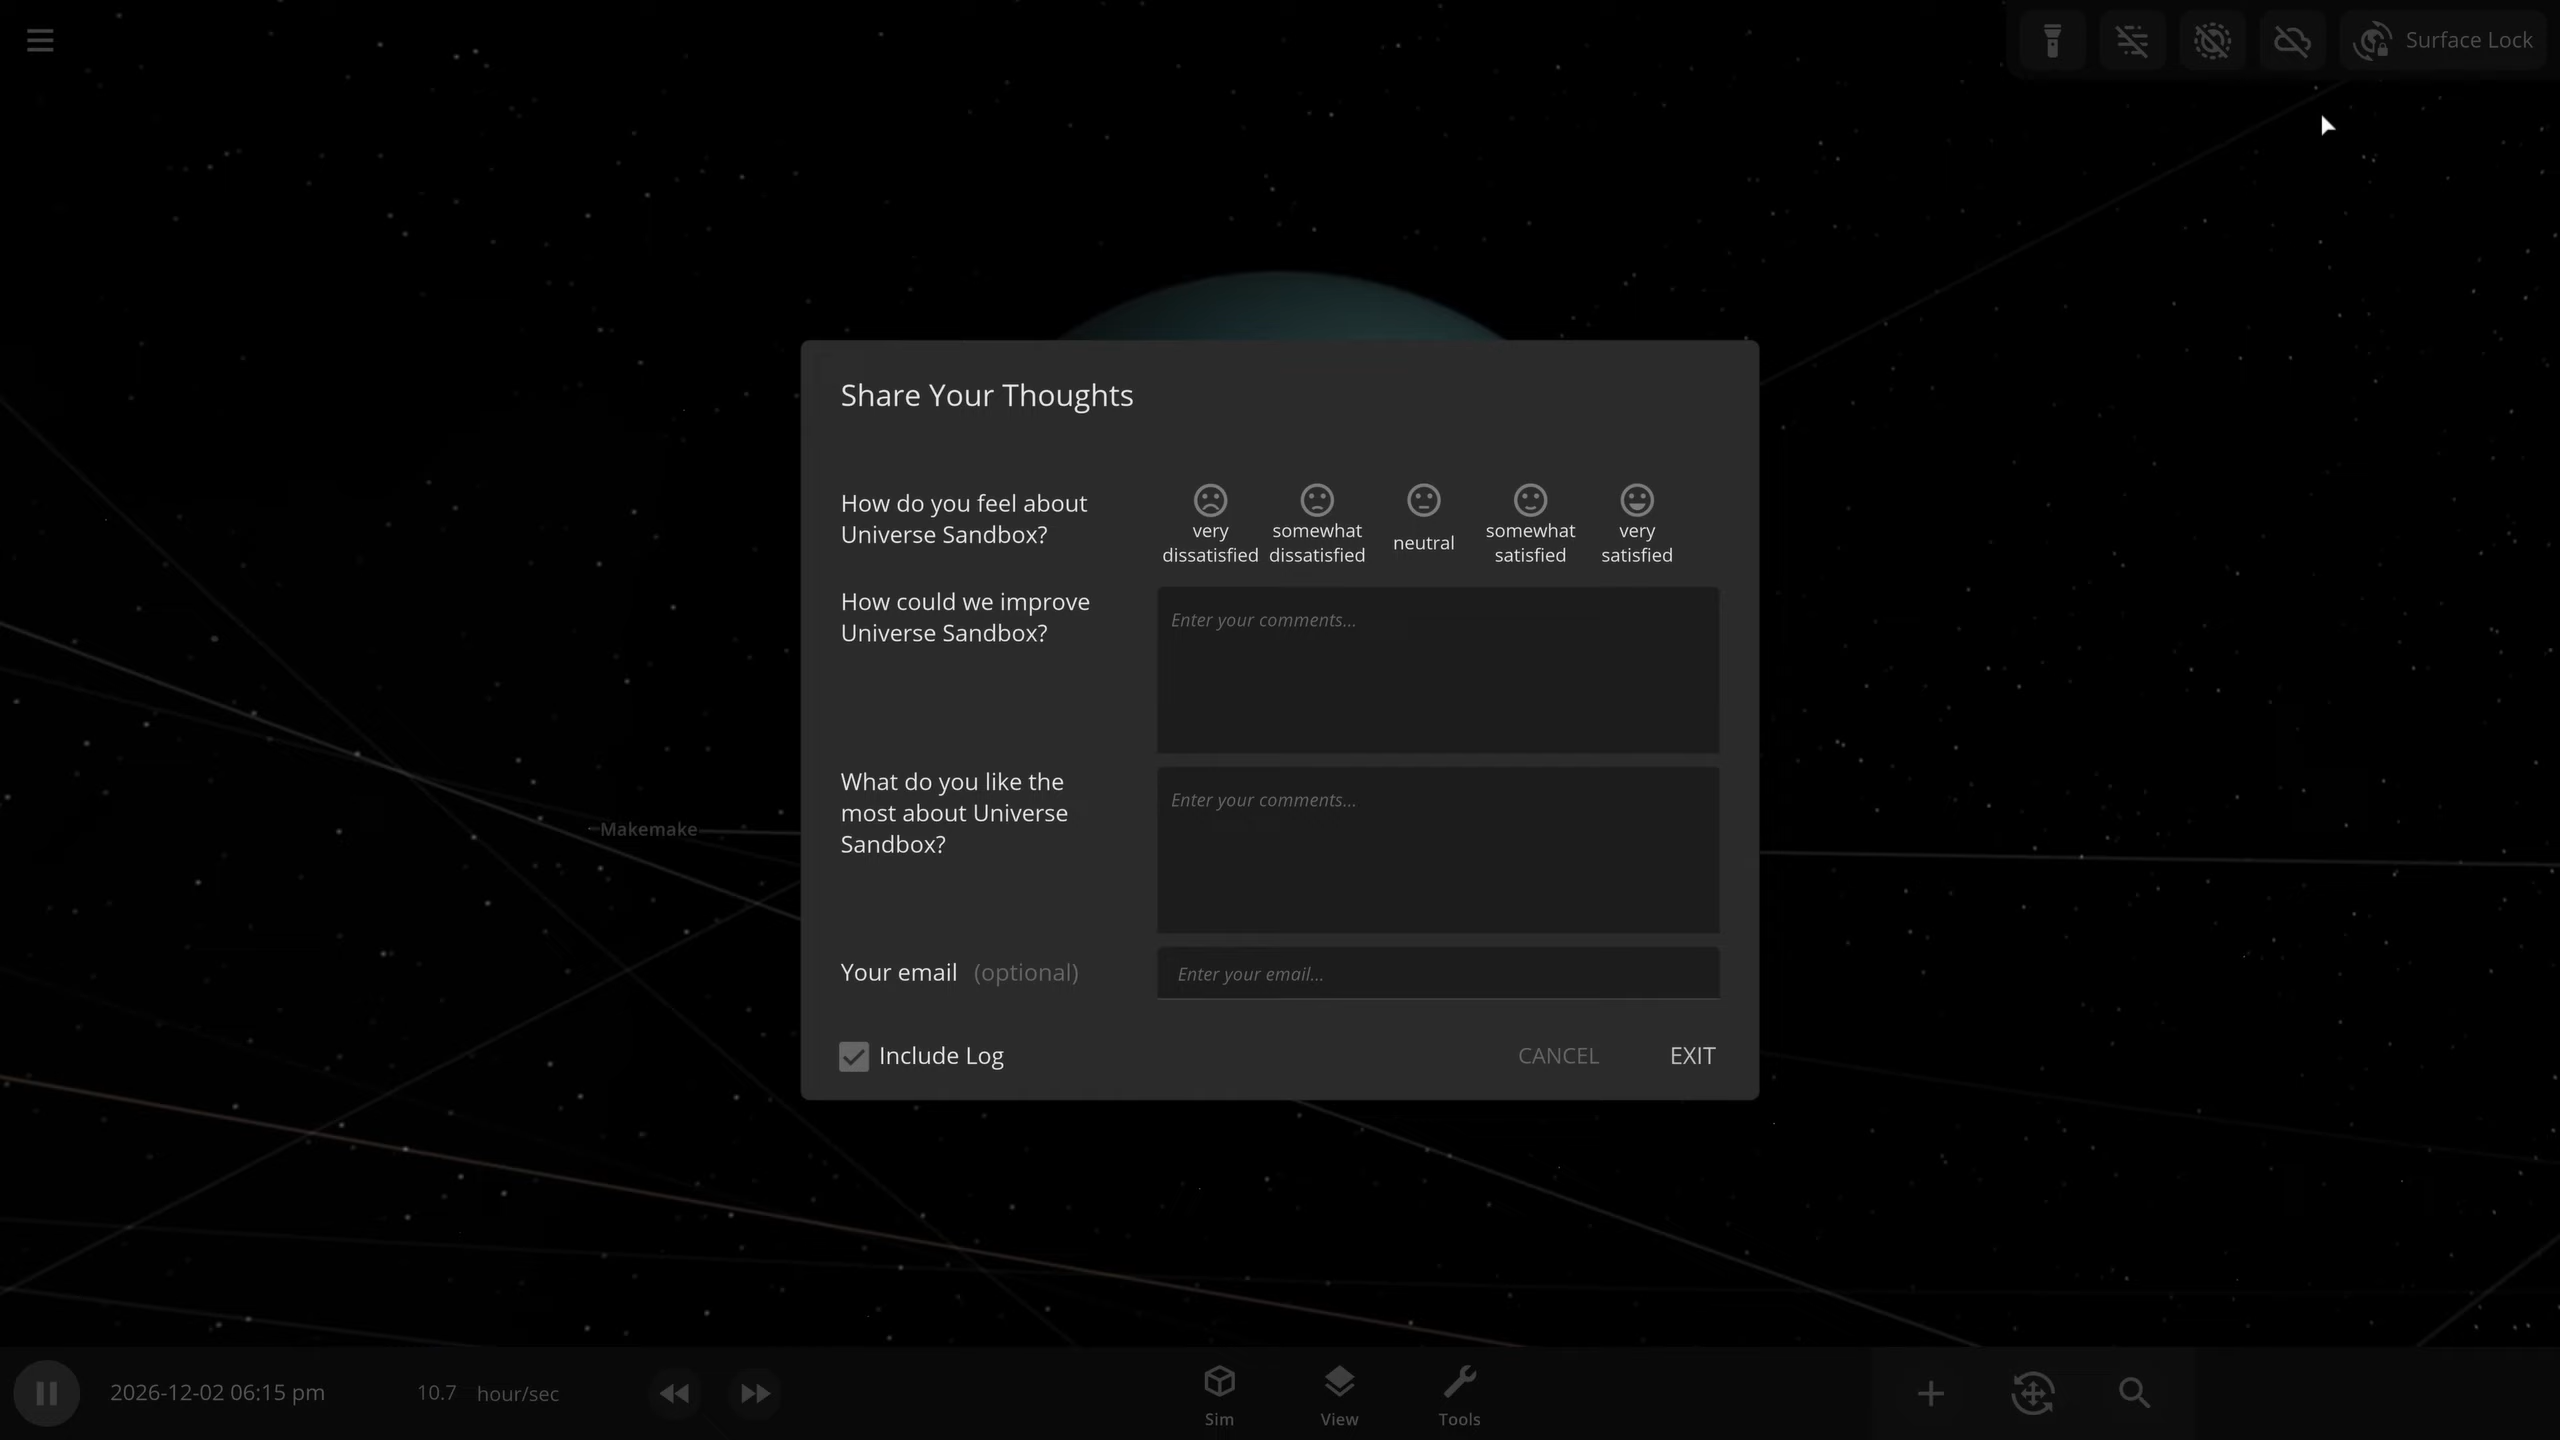 Surface Lock
Share Your Thoughts
How do you feel about
Universe Sandbox?
very
dissatisfied
somewhat
dissatisfied
neutral
somewhat
satisfied
very
satisfied
How could we improve
Universe Sandbox?
Enter your comments...
What do you like the
most about Universe
Sandbox?
Enter your comments...
Makemake
Your email (optional)
Enter your email...
Include Log
CANCEL
EXIT
2026-12-02 06:15 pm
10.7 hour/sec
Sim
View
Tools